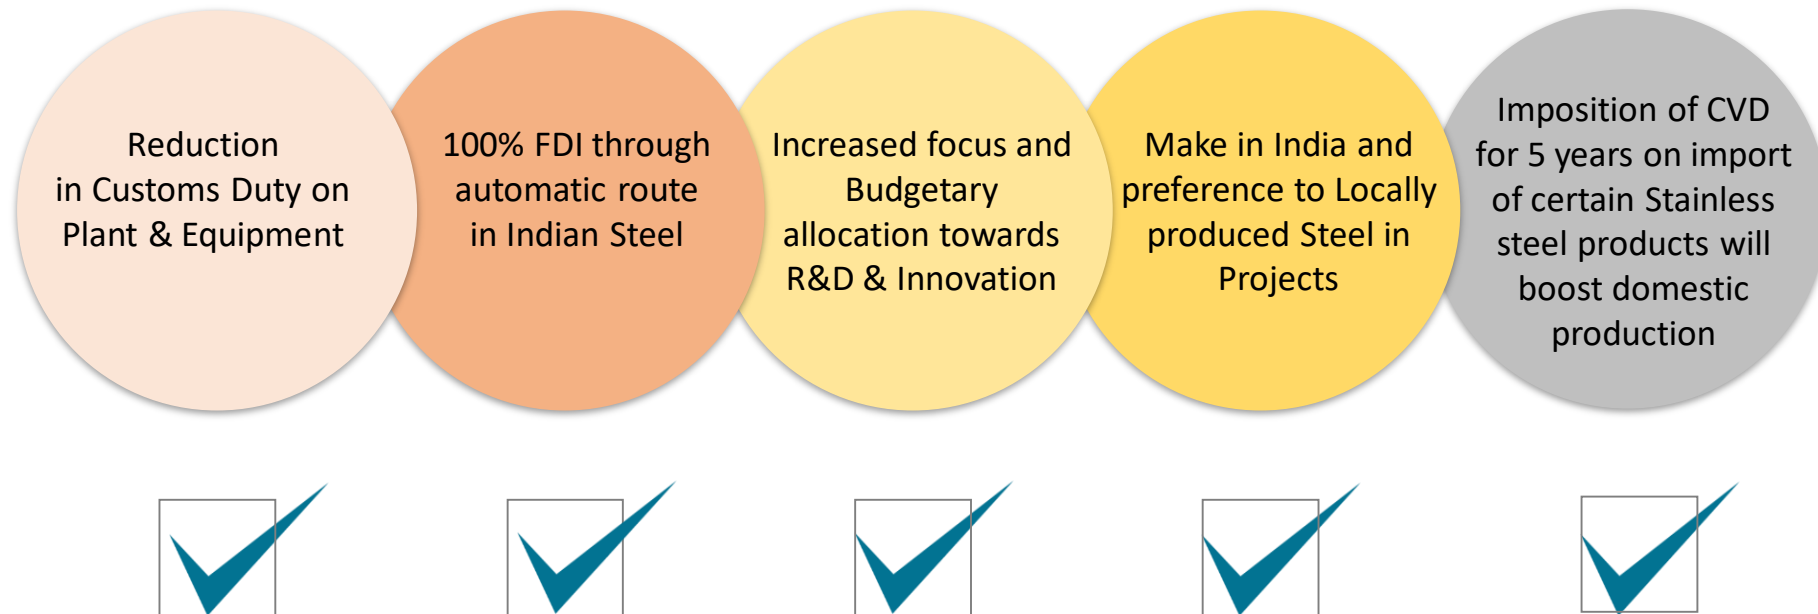 Reduction
in Customs Duty on
Plant & Equipment
100% FDI through
automatic route
in Indian Steel
Increased focus and
Budgetary
allocation towards
R&D & Innovation
Make in India and
preference to Locally
produced Steel in
Projects
Imposition of CVD
for 5 years on import
of certain Stainless
steel products will
boost domestic
production